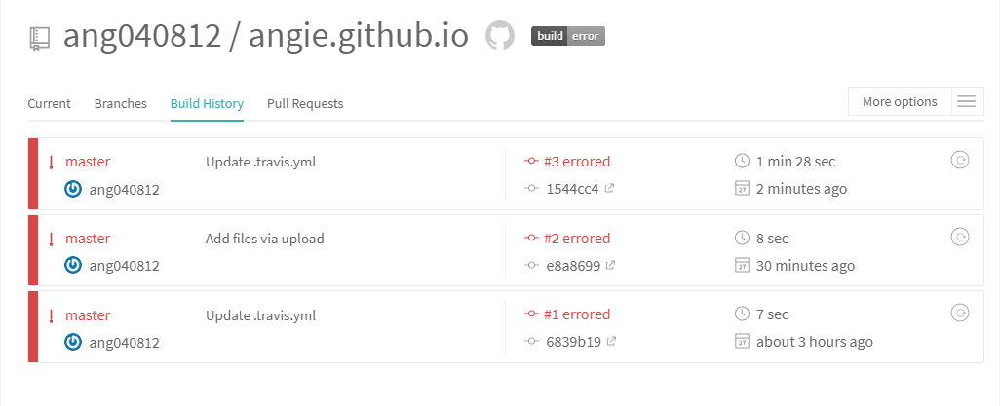 ang040812 / angie.github.io build error
Current Branches Build History Pull Requests More options
! master Update .travis.yml #3 errored 1 min 28 sec
ang040812 1544cc4 27 2 minutes ago
! master Add files via upload #2 errored 8 sec
ang040812 e8a8699 27 30 minutes ago
! master Update .travis.yml #1 errored 7 sec
ang040812 6839b19 27 about 3 hours ago